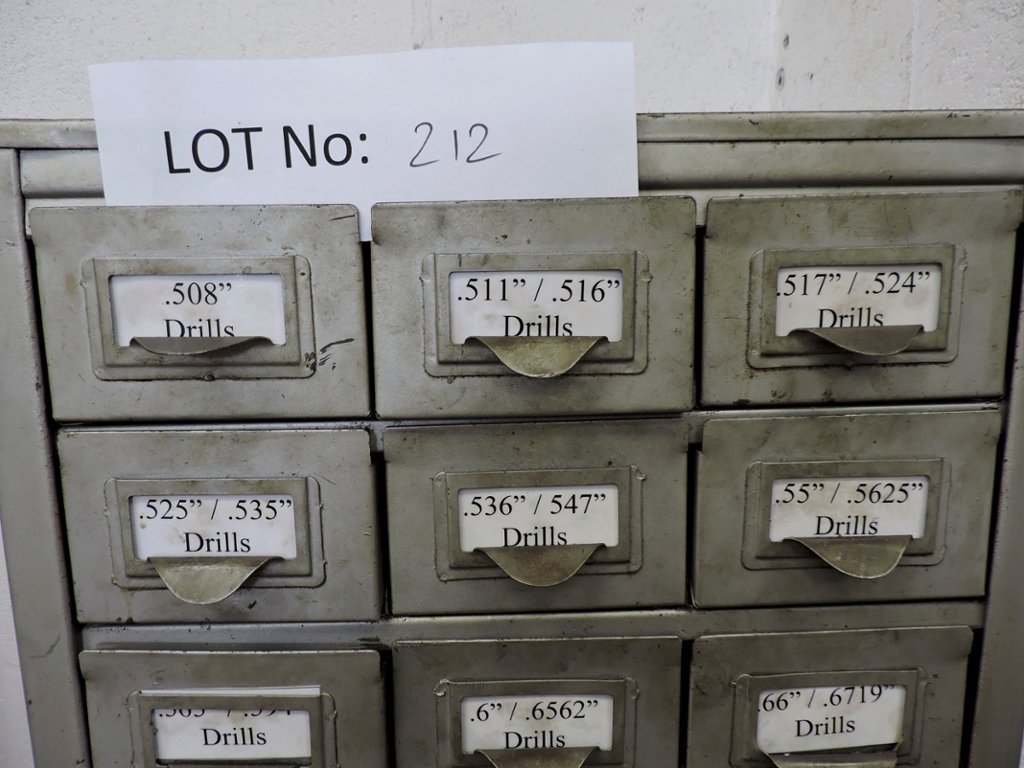 LOT No: 212
.508”
Drills
.511” / .516”
Drills
.517” / .524”
Drills
.525” / .535”
Drills
.536” / 547”
Drills
.55” / .5625”
Drills
Drills
.6” / .6562”
Drills
.66” / .6719”
Drills